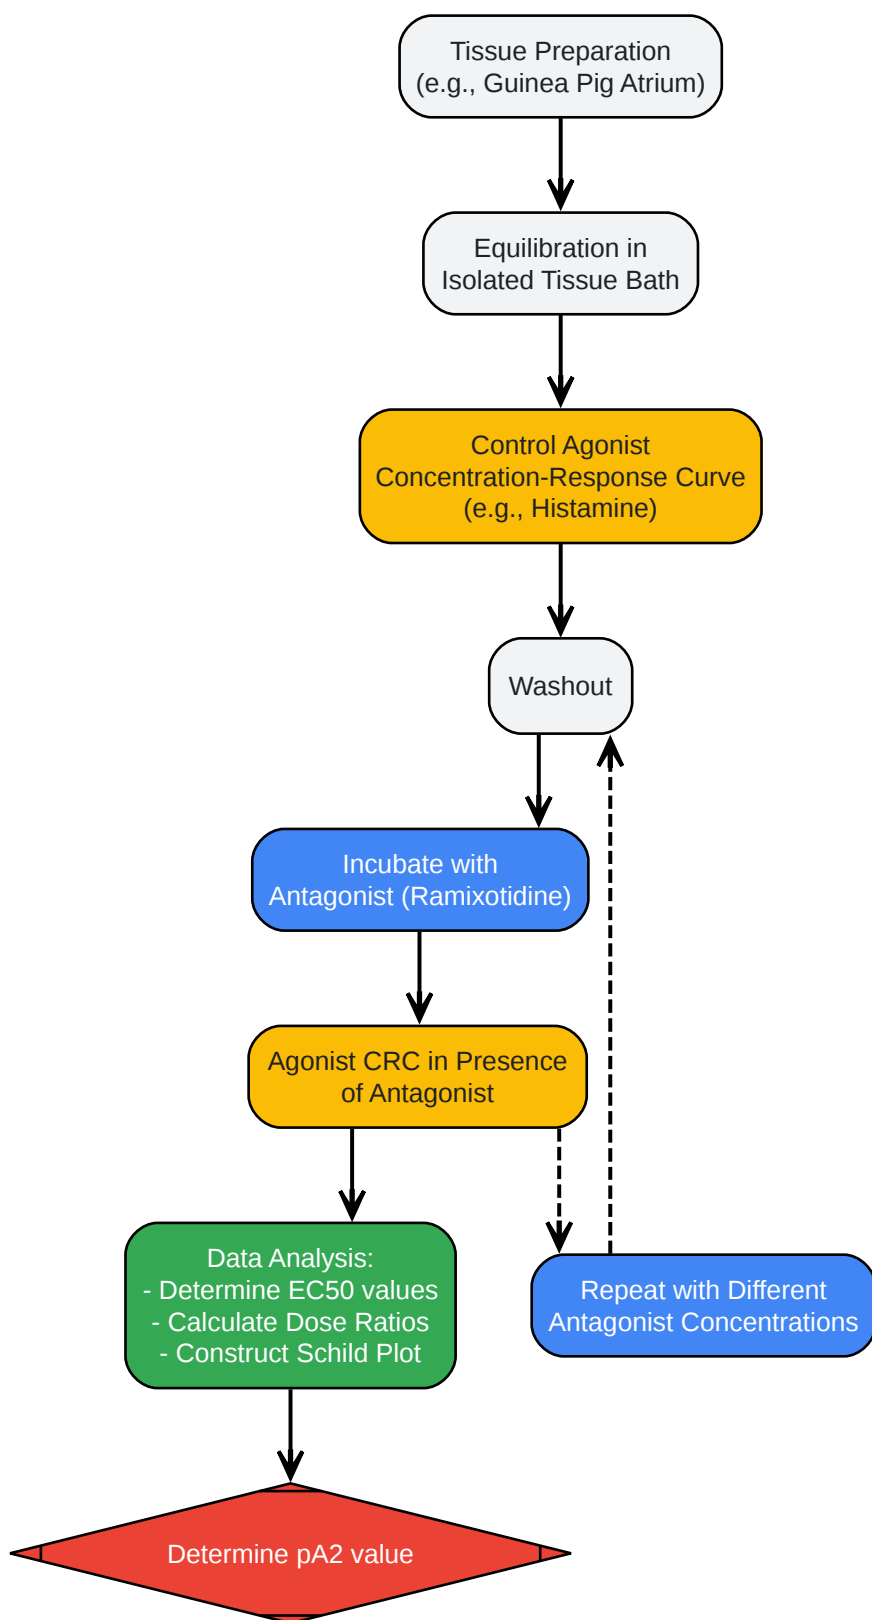 Tissue Preparation
(e.g., Guinea Pig Atrium)
Equilibration in
Isolated Tissue Bath
Control Agonist
Concentration-Response Curve
(e.g., Histamine)
Washout
Incubate with
Antagonist (Ramixotidine)
Agonist CRC in Presence
of Antagonist
Data Analysis:
- Determine EC50 values
- Calculate Dose Ratios
- Construct Schild Plot
Repeat with Different
Antagonist Concentrations
Determine pA2 value